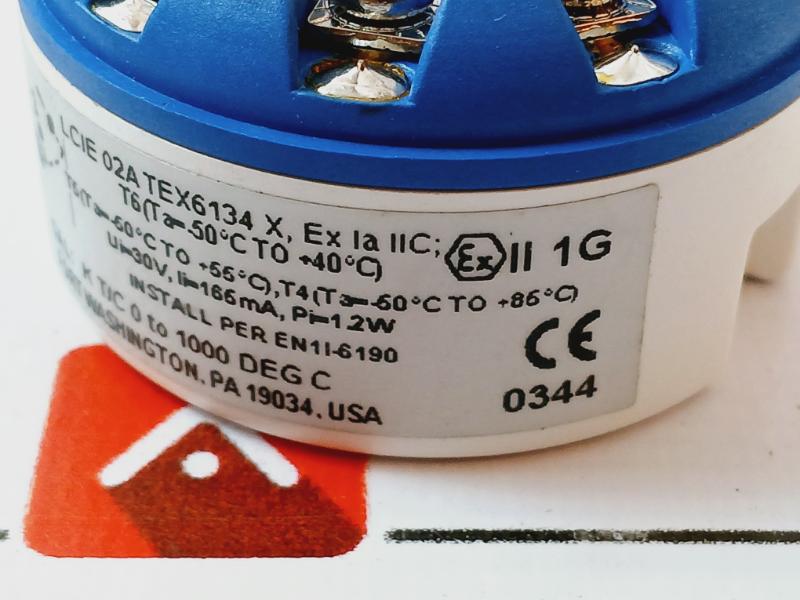 LCIE 02ATEX6134 X, Ex Ia IIC; Ex II 1G
T6(Ta=-50°C TO +40°C)
T5(Ta=-50°C TO +55°C),T4(Ta=-50°C TO +85°C)
Ui=30V, Ii=165mA, Pi=1.2W
INSTALL PER EN1I-6190
K T/C 0 to 1000 DEG C
WASHINGTON, PA 19034, USA
CE
0344